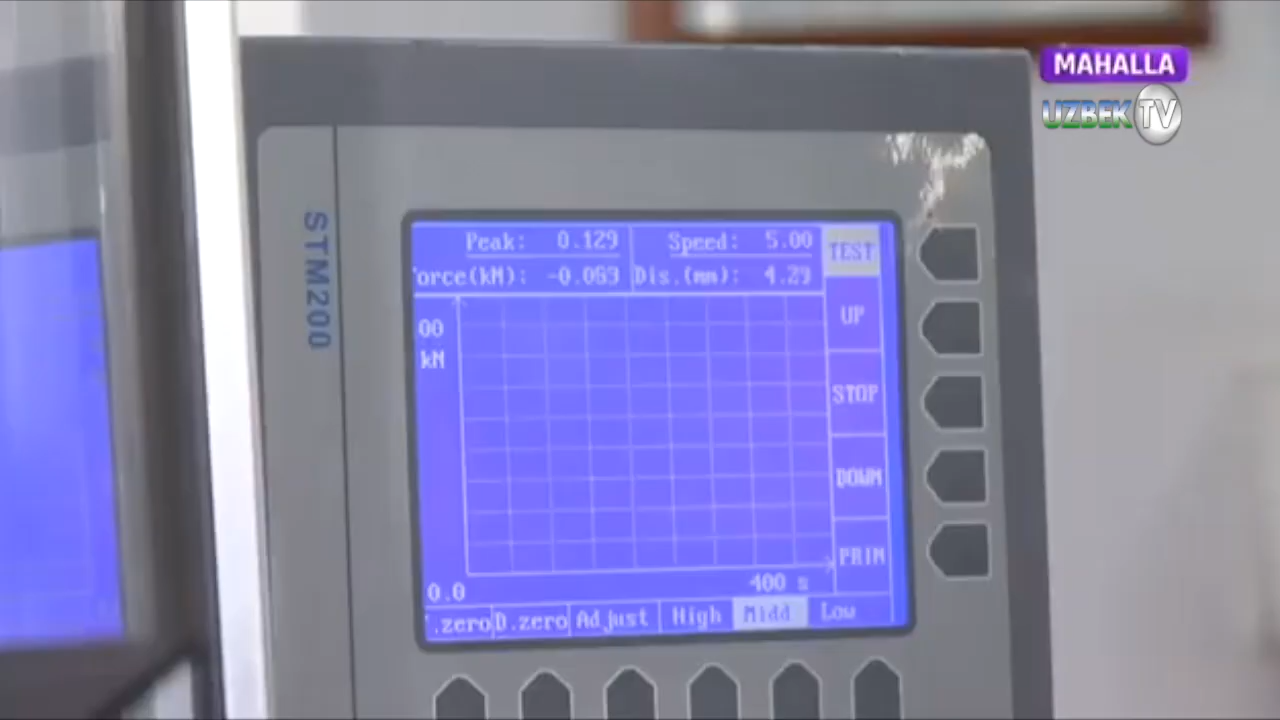 MAHALLA
UZBEK TV
STM200
Peak: 0.129 Speed: 5.00 TEST
orce(kN): -0.069 Dis.(mm): 4.29
UP
00
kN
STOP
DOWN
PRIN
0.0 400 s
.zero D.zero Adjust High Midd Low